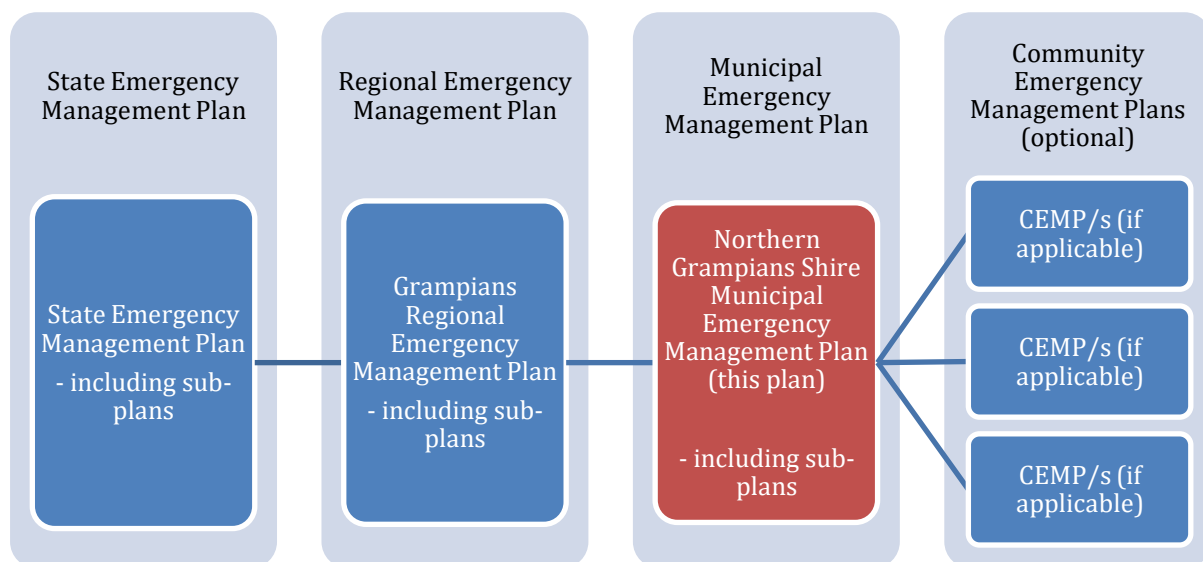 State Emergency
Management Plan
State Emergency
Management Plan
- including sub-
plans
Regional Emergency
Management Plan
Grampians
Regional
Emergency
Management Plan
- including sub-
plans
Municipal
Emergency
Management Plan
Northern
Grampians Shire
Municipal
Emergency
Management Plan
(this plan)
- including sub-
plans
Community
Emergency
Management Plans
(optional)
CEMP/s (if
applicable)
CEMP/s (if
applicable)
CEMP/s (if
applicable)